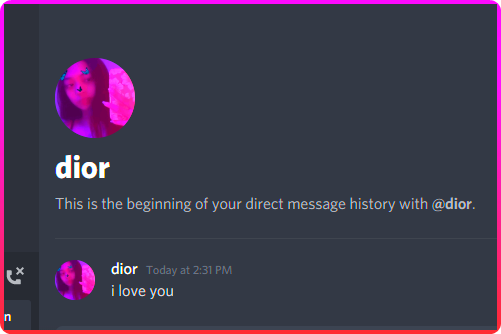 dior
This is the beginning of your direct message history with @dior.
dior Today at 2:31 PM
i love you
n